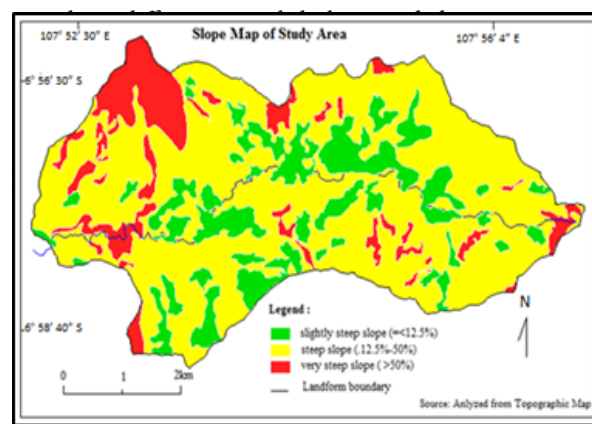 Slope Map of Study Area
107° 52' 30" E
107° 56' 4" E
6° 56' 30" S
6° 58' 40" S
N
Legend :
slightly steep slope (=<12.5%)
steep slope (.12.5%-50%)
very steep slope ( >50%)
Landform boundary
0 1 2km
Source: Anlyzed from Topographic Map